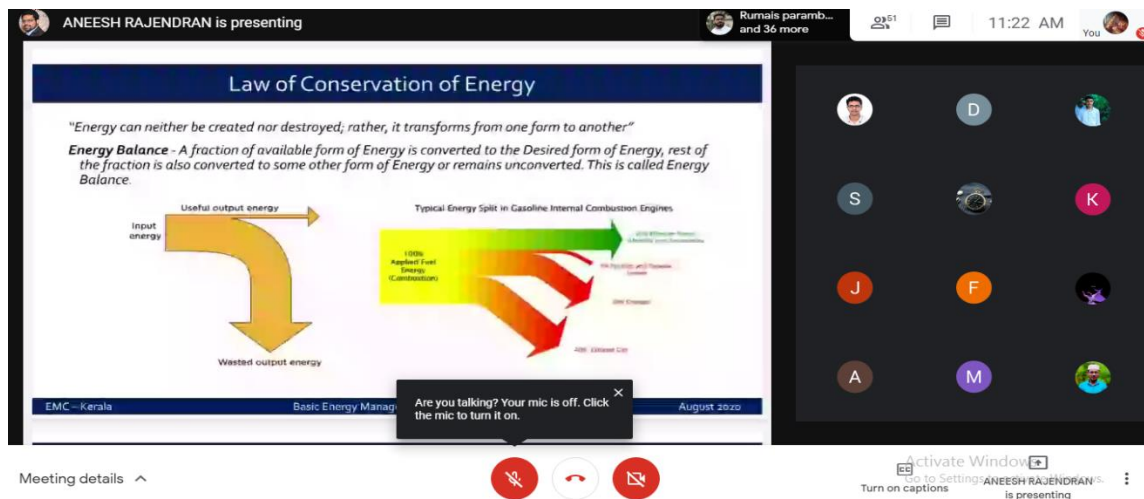 ANEESH RAJENDRAN is presenting
Rumais paramb...
and 36 more
51
11:22 AM
You
Law of Conservation of Energy
"Energy can neither be created nor destroyed; rather, it transforms from one form to another"
Energy Balance - A fraction of available form of Energy is converted to the Desired form of Energy, rest of
the fraction is also converted to some other form of Energy or remains unconverted. This is called Energy
Balance.
Useful output energy
Input
energy
Wasted output energy
Typical Energy Split in Gasoline Internal Combustion Engines
100%
Applied Fuel
Energy
(Combustion)
D
S
K
J
F
A
M
EMC – Kerala
Basic Energy Manag
August 2020
Are you talking? Your mic is off. Click
the mic to turn it on.
Meeting details
Turn on captions
Activate Windows
Go to Settings
ANEESH RAJENDRAN
is presenting